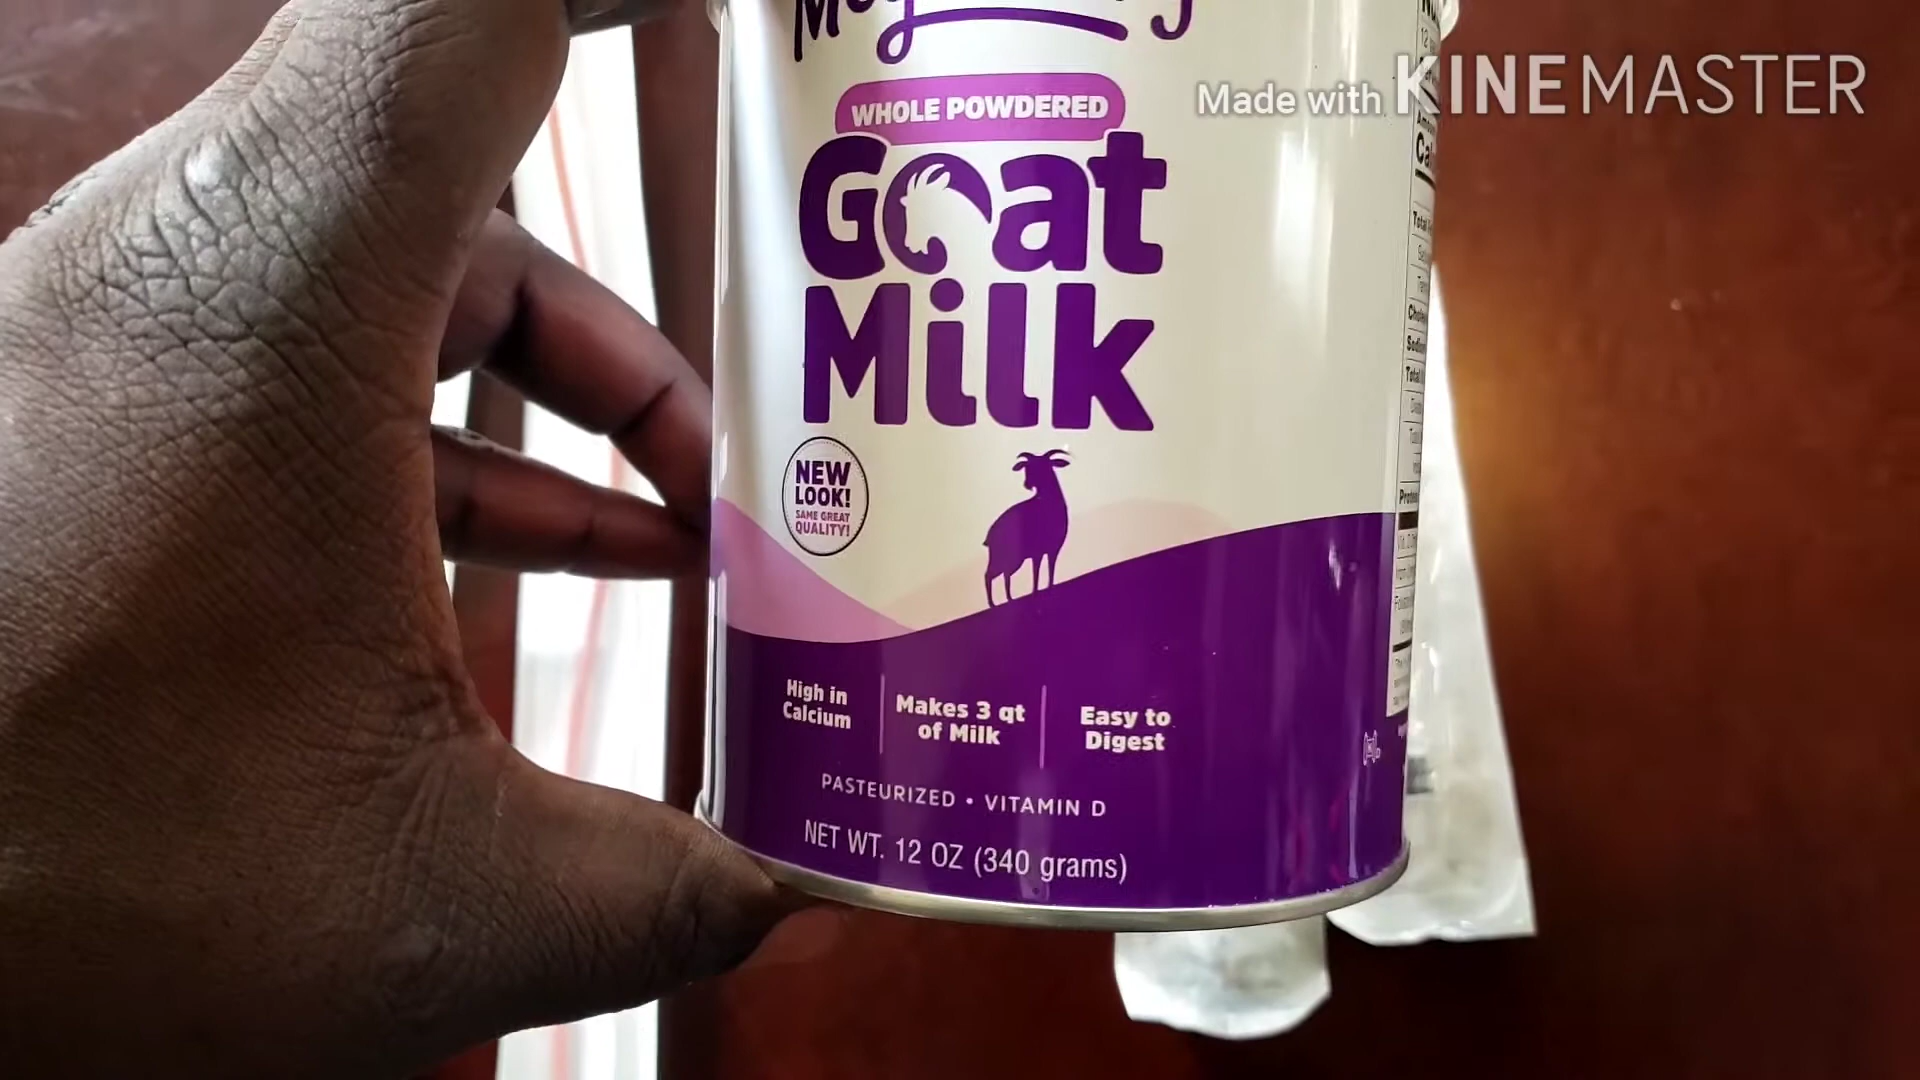 Made with KINEMASTER
WHOLE POWDERED
Goat
Milk
NEW
LOOK!
SAME GREAT
QUALITY!
High in
Calcium
Makes 3 qt
of Milk
Easy to
Digest
PASTEURIZED • VITAMIN D
NET WT. 12 OZ (340 grams)